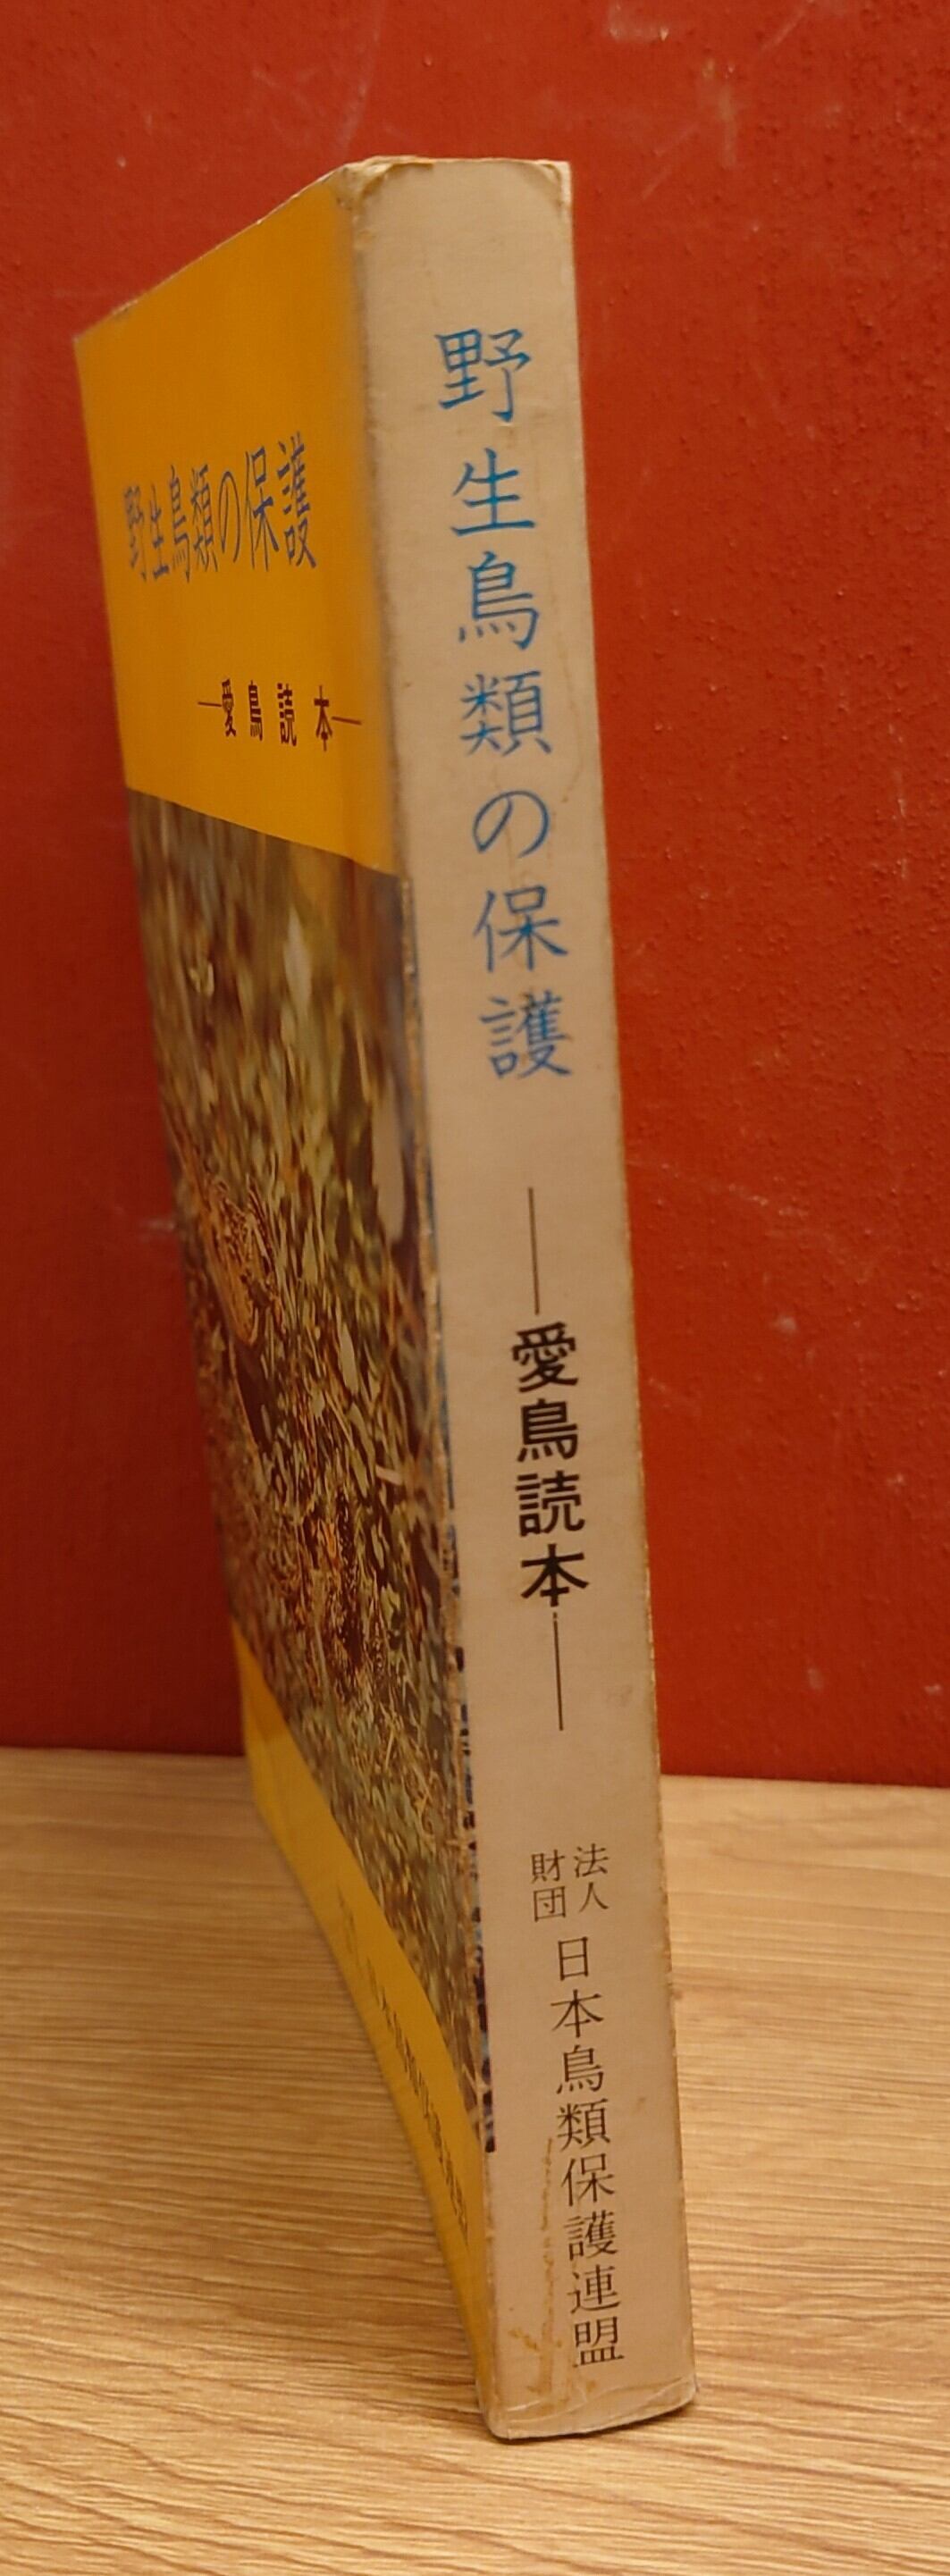 野生鳥類の保護
―愛鳥読本―
野生鳥類の保護
―愛鳥読本―
財団
法人
日本鳥類保護連盟